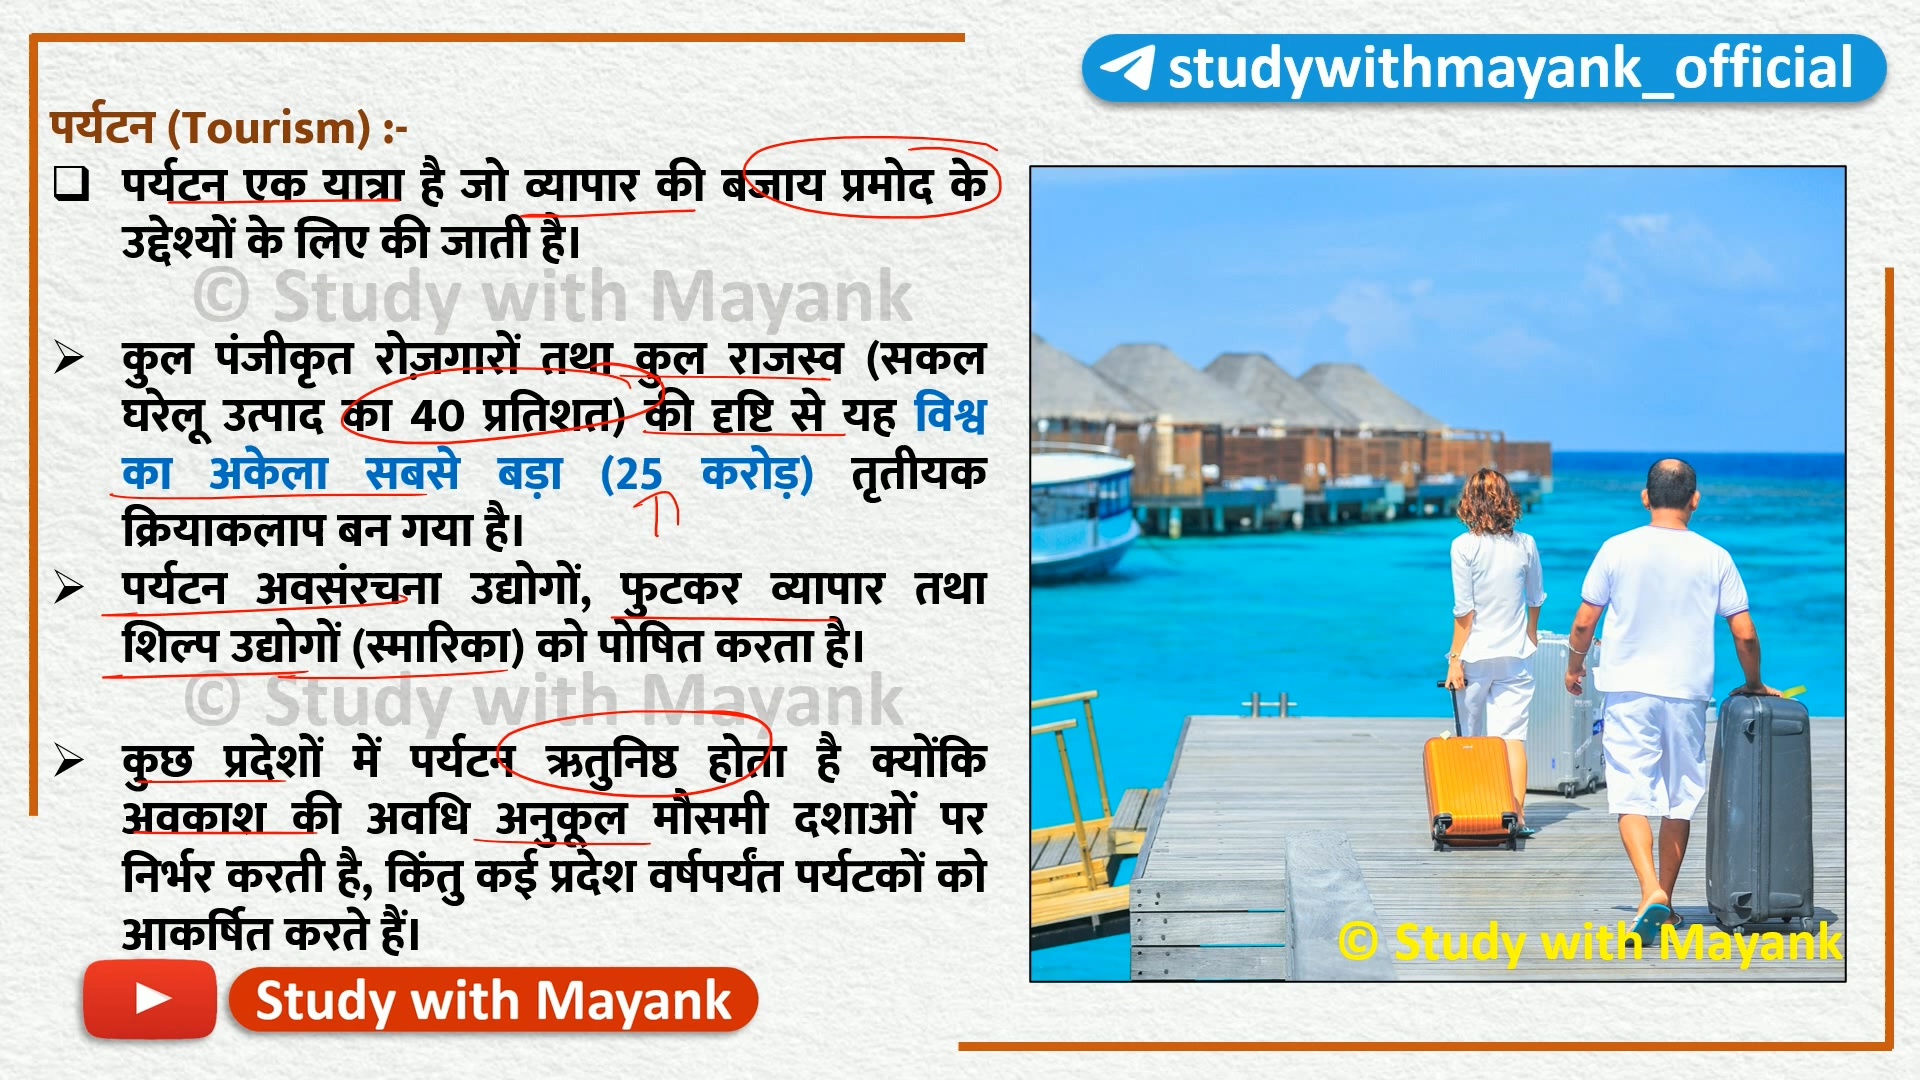 studywithmayank_official
पर्यटन (Tourism) :-
❑ पर्यटन एक यात्रा है जो व्यापार की बजाय प्रमोद के
उद्देश्यों के लिए की जाती है।
© Study with Mayank
➢ कुल पंजीकृत रोज़गारों तथा कुल राजस्व (सकल
घरेलू उत्पाद का 40 प्रतिशत) की दृष्टि से यह विश्व
का अकेला सबसे बड़ा (25 करोड़) तृतीयक
क्रियाकलाप बन गया है।
➢ पर्यटन अवसंरचना उद्योगों, फुटकर व्यापार तथा
शिल्प उद्योगों (स्मारिका) को पोषित करता है।
© Study with Mayank
➢ कुछ प्रदेशों में पर्यटन ऋतुनिष्ठ होता है क्योंकि
अवकाश की अवधि अनुकूल मौसमी दशाओं पर
निर्भर करती है, किंतु कई प्रदेश वर्षपर्यंत पर्यटकों को
आकर्षित करते हैं।
© Study with Mayank
Study with Mayank